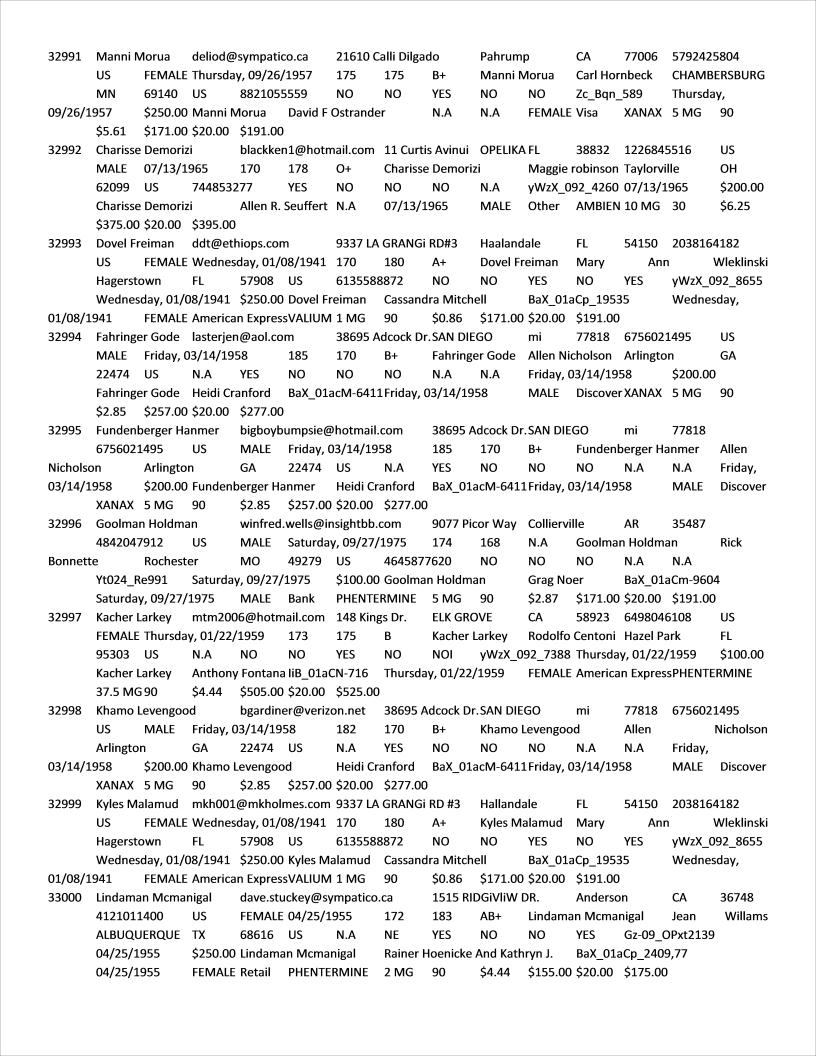 32991 Manni Morua deliod@sympatico.ca 21610 Calli Dilgado Pahrump CA 77006 5792425804
US FEMALE Thursday, 09/26/1957 175 175 B+ Manni Morua Carl Hornbeck CHAMBERSBURG
MN 69140 US 8821055559 NO NO YES NO NO Zc_Bqn_589 Thursday,
09/26/1957 $250.00 Manni Morua David F Ostrander N.A N.A FEMALE Visa XANAX 5 MG 90
$5.61 $171.00 $20.00 $191.00
32992 Charisse Demorizi blackken1@hotmail.com 11 Curtis Avinui OPELIKA FL 38832 1226845516 US
MALE 07/13/1965 170 178 O+ Charisse Demorizi Maggie robinson Taylorville OH
62099 US 744853277 YES NO NO NO N.A yWzX_092_4260 07/13/1965 $200.00
Charisse Demorizi Allen R. Seuffert N.A 07/13/1965 MALE Other AMBIEN 10 MG 30 $6.25
$375.00 $20.00 $395.00
32993 Dovel Freiman ddt@ethiops.com 9337 LA GRANGi RD#3 Haalandale FL 54150 2038164182
US FEMALE Wednesday, 01/08/1941 170 180 A+ Dovel Freiman Mary Ann Wleklinski
Hagerstown FL 57908 US 6135588872 NO NO YES NO YES yWzX_092_8655
Wednesday, 01/08/1941 $250.00 Dovel Freiman Cassandra Mitchell BaX_01aCp_19535 Wednesday,
01/08/1941 FEMALE American Express VALIUM 1 MG 90 $0.86 $171.00 $20.00 $191.00
32994 Fahringer Gode lasterjen@aol.com 38695 Adcock Dr. SAN DIEGO mi 77818 6756021495 US
MALE Friday, 03/14/1958 185 170 B+ Fahringer Gode Allen Nicholson Arlington GA
22474 US N.A YES NO NO NO N.A N.A Friday, 03/14/1958 $200.00
Fahringer Gode Heidi Cranford BaX_01acM-6411 Friday, 03/14/1958 MALE Discover XANAX 5 MG 90
$2.85 $257.00 $20.00 $277.00
32995 Fundenberger Hanmer bigboybumpsie@hotmail.com 38695 Adcock Dr. SAN DIEGO mi 77818
6756021495 US MALE Friday, 03/14/1958 185 170 B+ Fundenberger Hanmer Allen
Nicholson Arlington GA 22474 US N.A YES NO NO NO N.A N.A Friday,
03/14/1958 $200.00 Fundenberger Hanmer Heidi Cranford BaX_01acM-6411 Friday, 03/14/1958 MALE Discover
XANAX 5 MG 90 $2.85 $257.00 $20.00 $277.00
32996 Goolman Holdman winfred.wells@insightbb.com 9077 Picor Way Collierville AR 35487
4842047912 US MALE Saturday, 09/27/1975 174 168 N.A Goolman Holdman Rick
Bonnette Rochester MO 49279 US 4645877620 NO NO NO N.A N.A
Yt024_Re991 Saturday, 09/27/1975 $100.00 Goolman Holdman Grag Noer BaX_01aCm-9604
Saturday, 09/27/1975 MALE Bank PHENTERMINE 5 MG 90 $2.87 $171.00 $20.00 $191.00
32997 Kacher Larkey mtm2006@hotmail.com 148 Kings Dr. ELK GROVE CA 58923 6498046108 US
FEMALE Thursday, 01/22/1959 173 175 B Kacher Larkey Rodolfo Centoni Hazel Park FL
95303 US N.A NO NO YES NO NOI yWzX_092_7388 Thursday, 01/22/1959 $100.00
Kacher Larkey Anthony Fontana IiB_01aCN-716 Thursday, 01/22/1959 FEMALE American Express PHENTERMINE
37.5 MG 90 $4.44 $505.00 $20.00 $525.00
32998 Khamo Levengood bgardiner@verizon.net 38695 Adcock Dr. SAN DIEGO mi 77818 6756021495
US MALE Friday, 03/14/1958 182 170 B+ Khamo Levengood Allen Nicholson
Arlington GA 22474 US N.A YES NO NO NO N.A N.A Friday,
03/14/1958 $200.00 Khamo Levengood Heidi Cranford BaX_01acM-6411 Friday, 03/14/1958 MALE Discover
XANAX 5 MG 90 $2.85 $257.00 $20.00 $277.00
32999 Kyles Malamud mkh001@mkholmes.com 9337 LA GRANGi RD #3 Hallandale FL 54150 2038164182
US FEMALE Wednesday, 01/08/1941 170 180 A+ Kyles Malamud Mary Ann Wleklinski
Hagerstown FL 57908 US 6135588872 NO NO YES NO YES yWzX_092_8655
Wednesday, 01/08/1941 $250.00 Kyles Malamud Cassandra Mitchell BaX_01aCp_19535 Wednesday,
01/08/1941 FEMALE American Express VALIUM 1 MG 90 $0.86 $171.00 $20.00 $191.00
33000 Lindaman Mcmanigal dave.stuckey@sympatico.ca 1515 RIDGiVliW DR. Anderson CA 36748
4121011400 US FEMALE 04/25/1955 172 183 AB+ Lindaman Mcmanigal Jean Willams
ALBUQUERQUE TX 68616 US N.A NE YES NO NO YES Gz-09_OPxt2139
04/25/1955 $250.00 Lindaman Mcmanigal Rainer Hoenicke And Kathryn J. BaX_01aCp_2409,77
04/25/1955 FEMALE Retail PHENTERMINE 2 MG 90 $4.44 $155.00 $20.00 $175.00